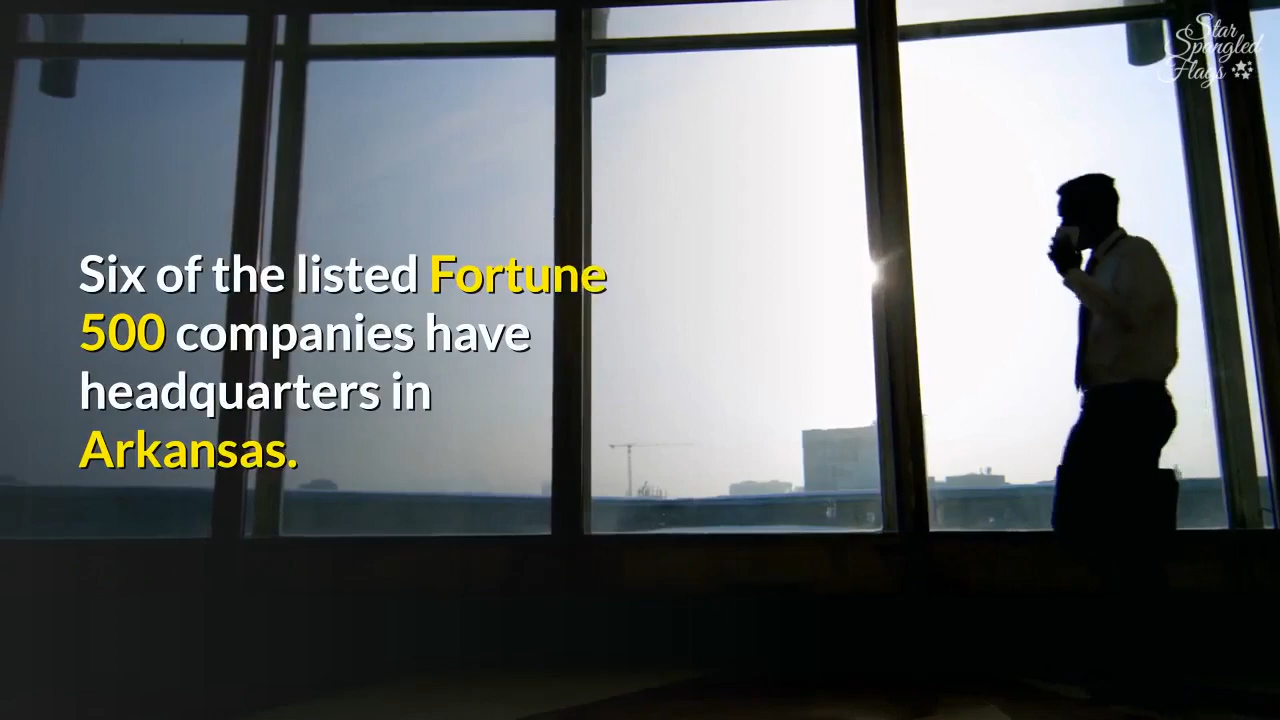 Star
Spangled
Flags
Six of the listed Fortune
500 companies have
headquarters in
Arkansas.